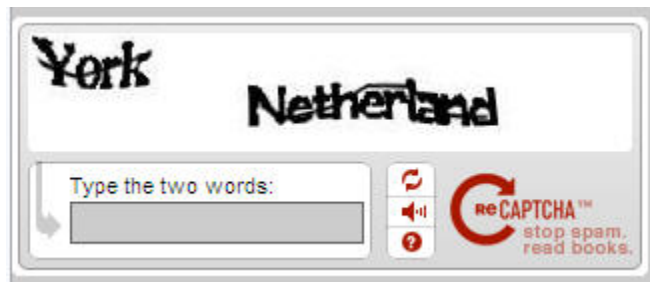 York
Netherland
Type the two words:
reCAPTCHA™
stop spam.
read books.